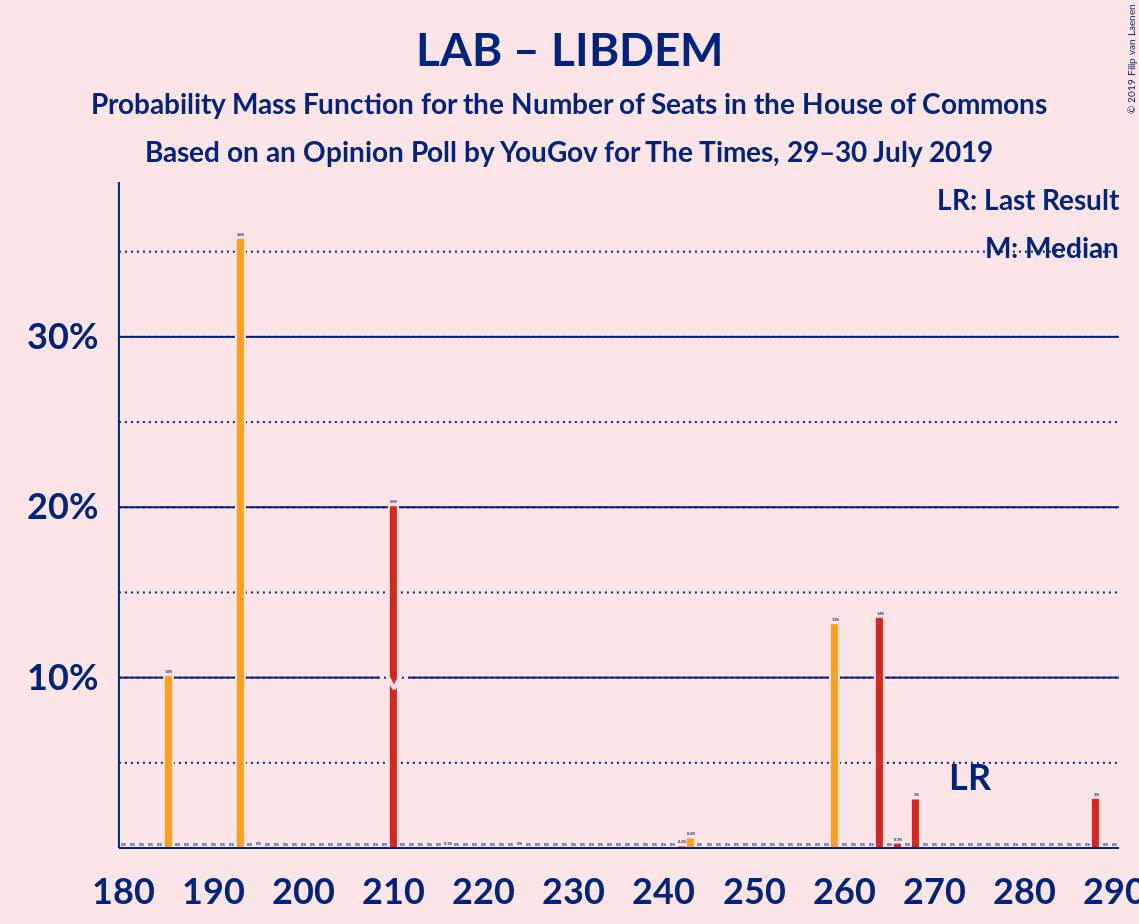 LAB – LIBDEM
Probability Mass Function for the Number of Seats in the House of Commons
Based on an Opinion Poll by YouGov for The Times, 29–30 July 2019
© 2019 Filip van Laenen
LR: Last Result
M: Median
30%
20%
10%
LR
180 190 200 210 220 230 240 250 260 270 280 290